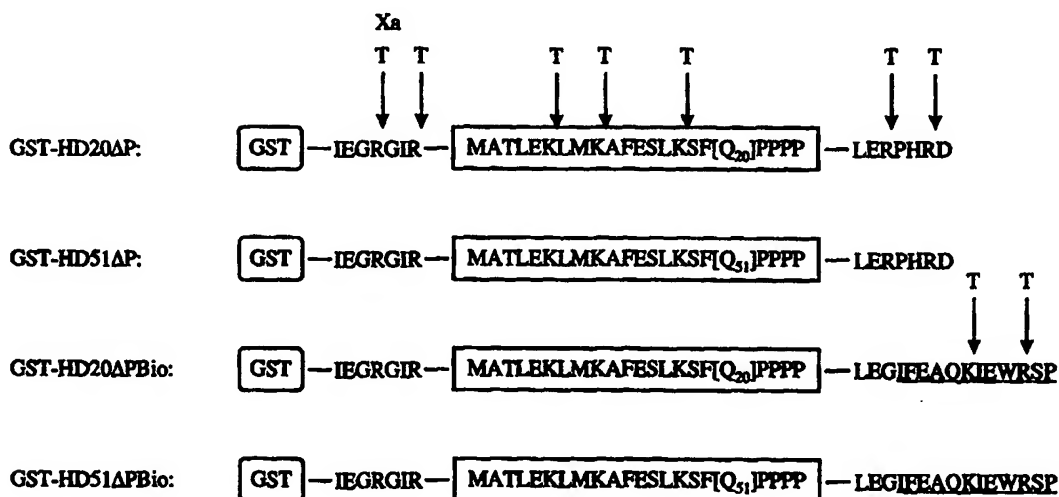 Xa
T T T T T T T
GST-HD20ΔP: GST IEGRGIR MATLEKLMKAFESLKSF[Q20]PPPP LERPHRD
GST-HD51ΔP: GST IEGRGIR MATLEKLMKAFESLKSF[Q51]PPPP LERPHRD
T T
GST-HD20ΔPBio: GST IEGRGIR MATLEKLMKAFESLKSF[Q20]PPPP LEGIFEAQKIEWRSP
GST-HD51ΔPBio: GST IEGRGIR MATLEKLMKAFESLKSF[Q51]PPPP LEGIFEAQKIEWRSP